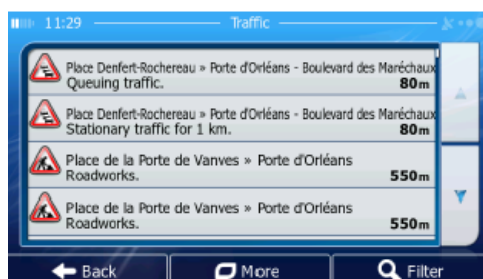 11:29
Traffic
Place Denfert-Rochereau » Porte d'Orléans - Boulevard des Maréchaux
Queuing traffic.
80m
Place Denfert-Rochereau » Porte d'Orléans - Boulevard des Maréchaux
Stationary traffic for 1 km.
80m
Place de la Porte de Vanves » Porte d'Orléans
Roadworks.
550m
Place de la Porte de Vanves » Porte d'Orléans
Roadworks.
550m
Back
More
Filter